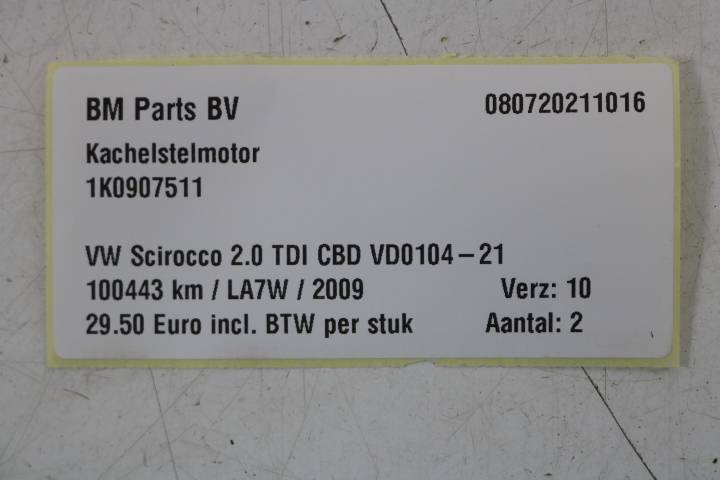 BM Parts BV 080720211016
Kachelstelmotor
1K0907511
VW Scirocco 2.0 TDI CBD VD0104-21
100443 km / LA7W / 2009 Verz: 10
29.50 Euro incl. BTW per stuk Aantal: 2